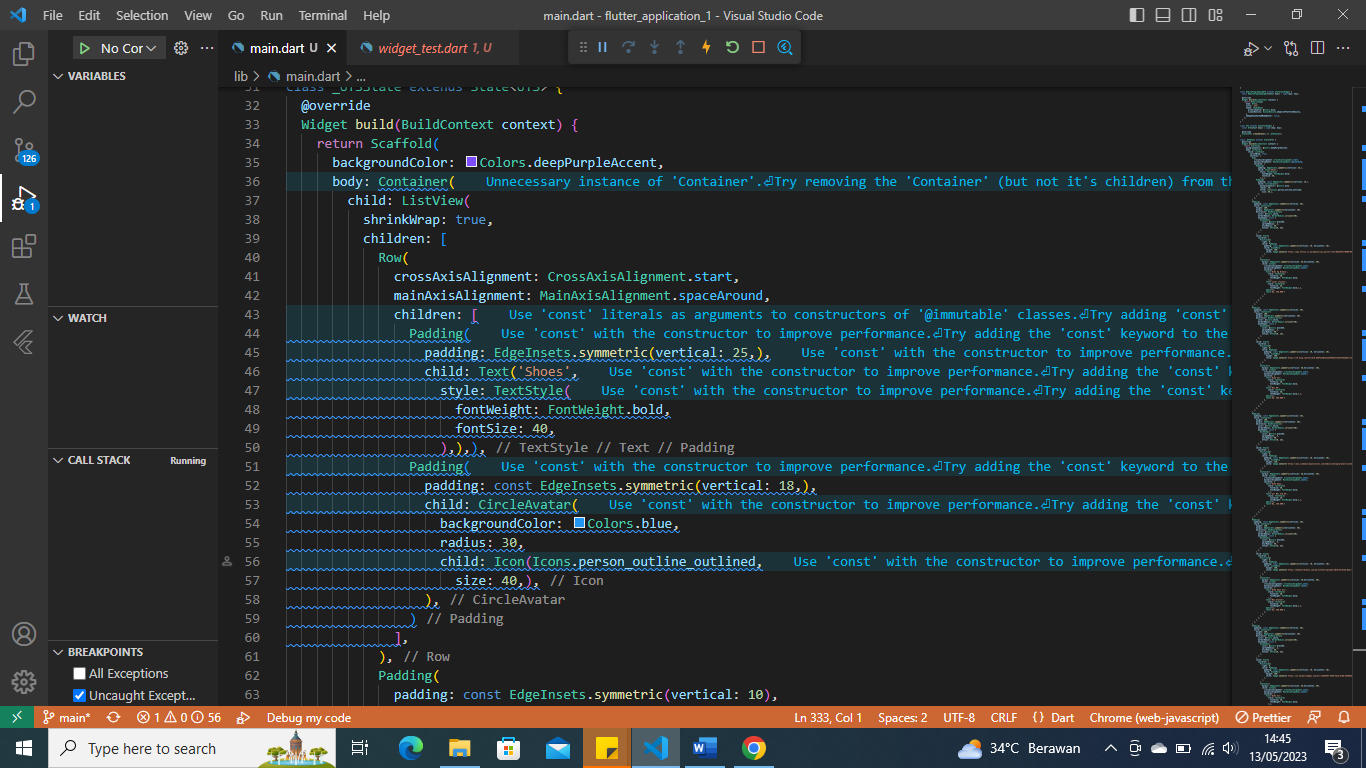 File Edit Selection View Go Run Terminal Help main.dart - flutter_application_1 - Visual Studio Code
No Cor main.dart U widget_test.dart 1, U
VARIABLES
lib > main.dart > ...
31 class _UTSState extends State<UTS> {
32 @override
33 Widget build(BuildContext context) {
34 return Scaffold(
35 backgroundColor: Colors.deepPurpleAccent,
36 body: Container( Unnecessary instance of 'Container'.⏎Try removing the 'Container' (but not it's children) from th
37 child: ListView(
38 shrinkWrap: true,
39 children: [
40 Row(
41 crossAxisAlignment: CrossAxisAlignment.start,
42 mainAxisAlignment: MainAxisAlignment.spaceAround,
43 children: [ Use 'const' literals as arguments to constructors of '@immutable' classes.⏎Try adding 'const'
44 Padding( Use 'const' with the constructor to improve performance.⏎Try adding the 'const' keyword to the
45 padding: EdgeInsets.symmetric(vertical: 25,), Use 'const' with the constructor to improve performance.
46 child: Text('Shoes', Use 'const' with the constructor to improve performance.⏎Try adding the 'const' k
47 style: TextStyle( Use 'const' with the constructor to improve performance.⏎Try adding the 'const' ke
48 fontWeight: FontWeight.bold,
49 fontSize: 40,
50 ),),), // TextStyle // Text // Padding
51 Padding( Use 'const' with the constructor to improve performance.⏎Try adding the 'const' keyword to the
52 padding: const EdgeInsets.symmetric(vertical: 18,),
53 child: CircleAvatar( Use 'const' with the constructor to improve performance.⏎Try adding the 'const' k
54 backgroundColor: Colors.blue,
55 radius: 30,
56 child: Icon(Icons.person_outline_outlined, Use 'const' with the constructor to improve performance.⏎
57 size: 40,), // Icon
58 ), // CircleAvatar
59 ) // Padding
60 ],
61 ), // Row
62 Padding(
63 padding: const EdgeInsets.symmetric(vertical: 10),
126
1
WATCH
CALL STACK Running
BREAKPOINTS
All Exceptions
Uncaught Except...
main* 1 0 56 Debug my code Ln 333, Col 1 Spaces: 2 UTF-8 CRLF {} Dart Chrome (web-javascript) Prettier
Type here to search 34°C Berawan 14:45
13/05/2023 3